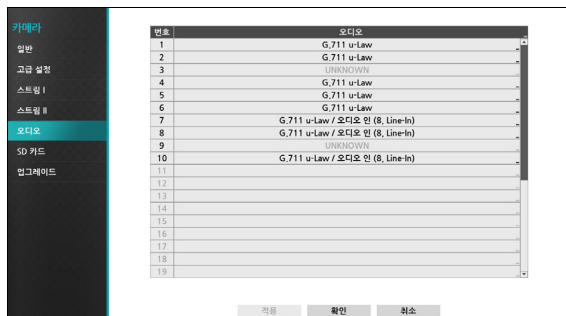 카메라
일반
고급 설정
스트림 I
스트림 II
오디오
SD 카드
업그레이드
번호 오디오
1 G.711 u-Law
2 G.711 u-Law
3 UNKNOWN
4 G.711 u-Law
5 G.711 u-Law
6 G.711 u-Law
7 G.711 u-Law / 오디오 인 (8, Line-In)
8 G.711 u-Law / 오디오 인 (8, Line-In)
9 UNKNOWN
10 G.711 u-Law / 오디오 인 (8, Line-In)
11
12
13
14
15
16
17
18
19
적용 확인 취소